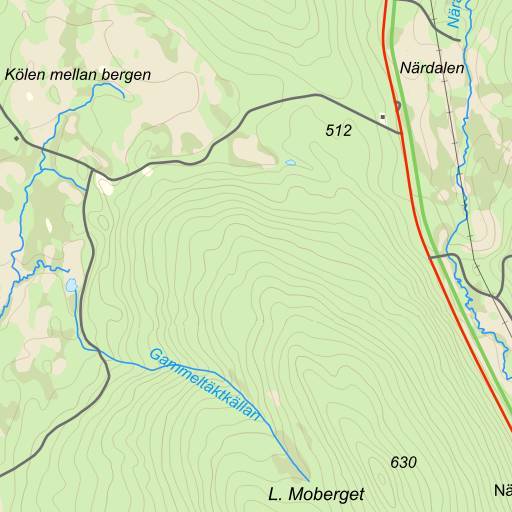 Kölen mellan bergen
Närdalen
512
Gammeltäktkällan
630
L. Moberget